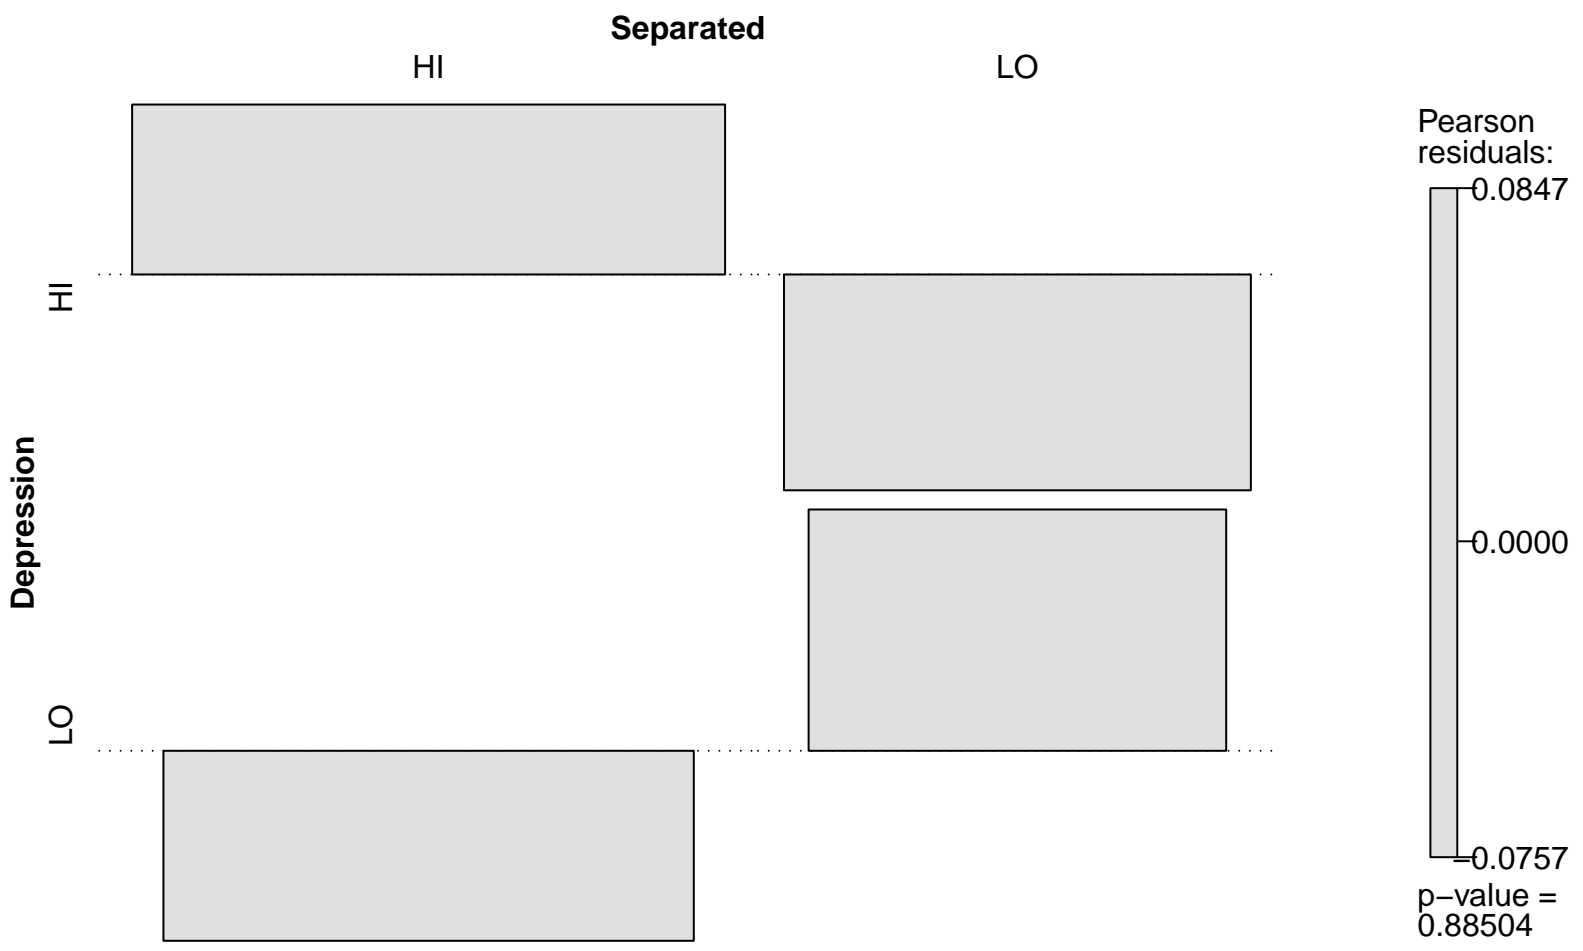 Separated
HI
LO
HI
Depression
LO
Pearson
residuals:
0.0847
0.0000
−0.0757
p−value =
0.88504